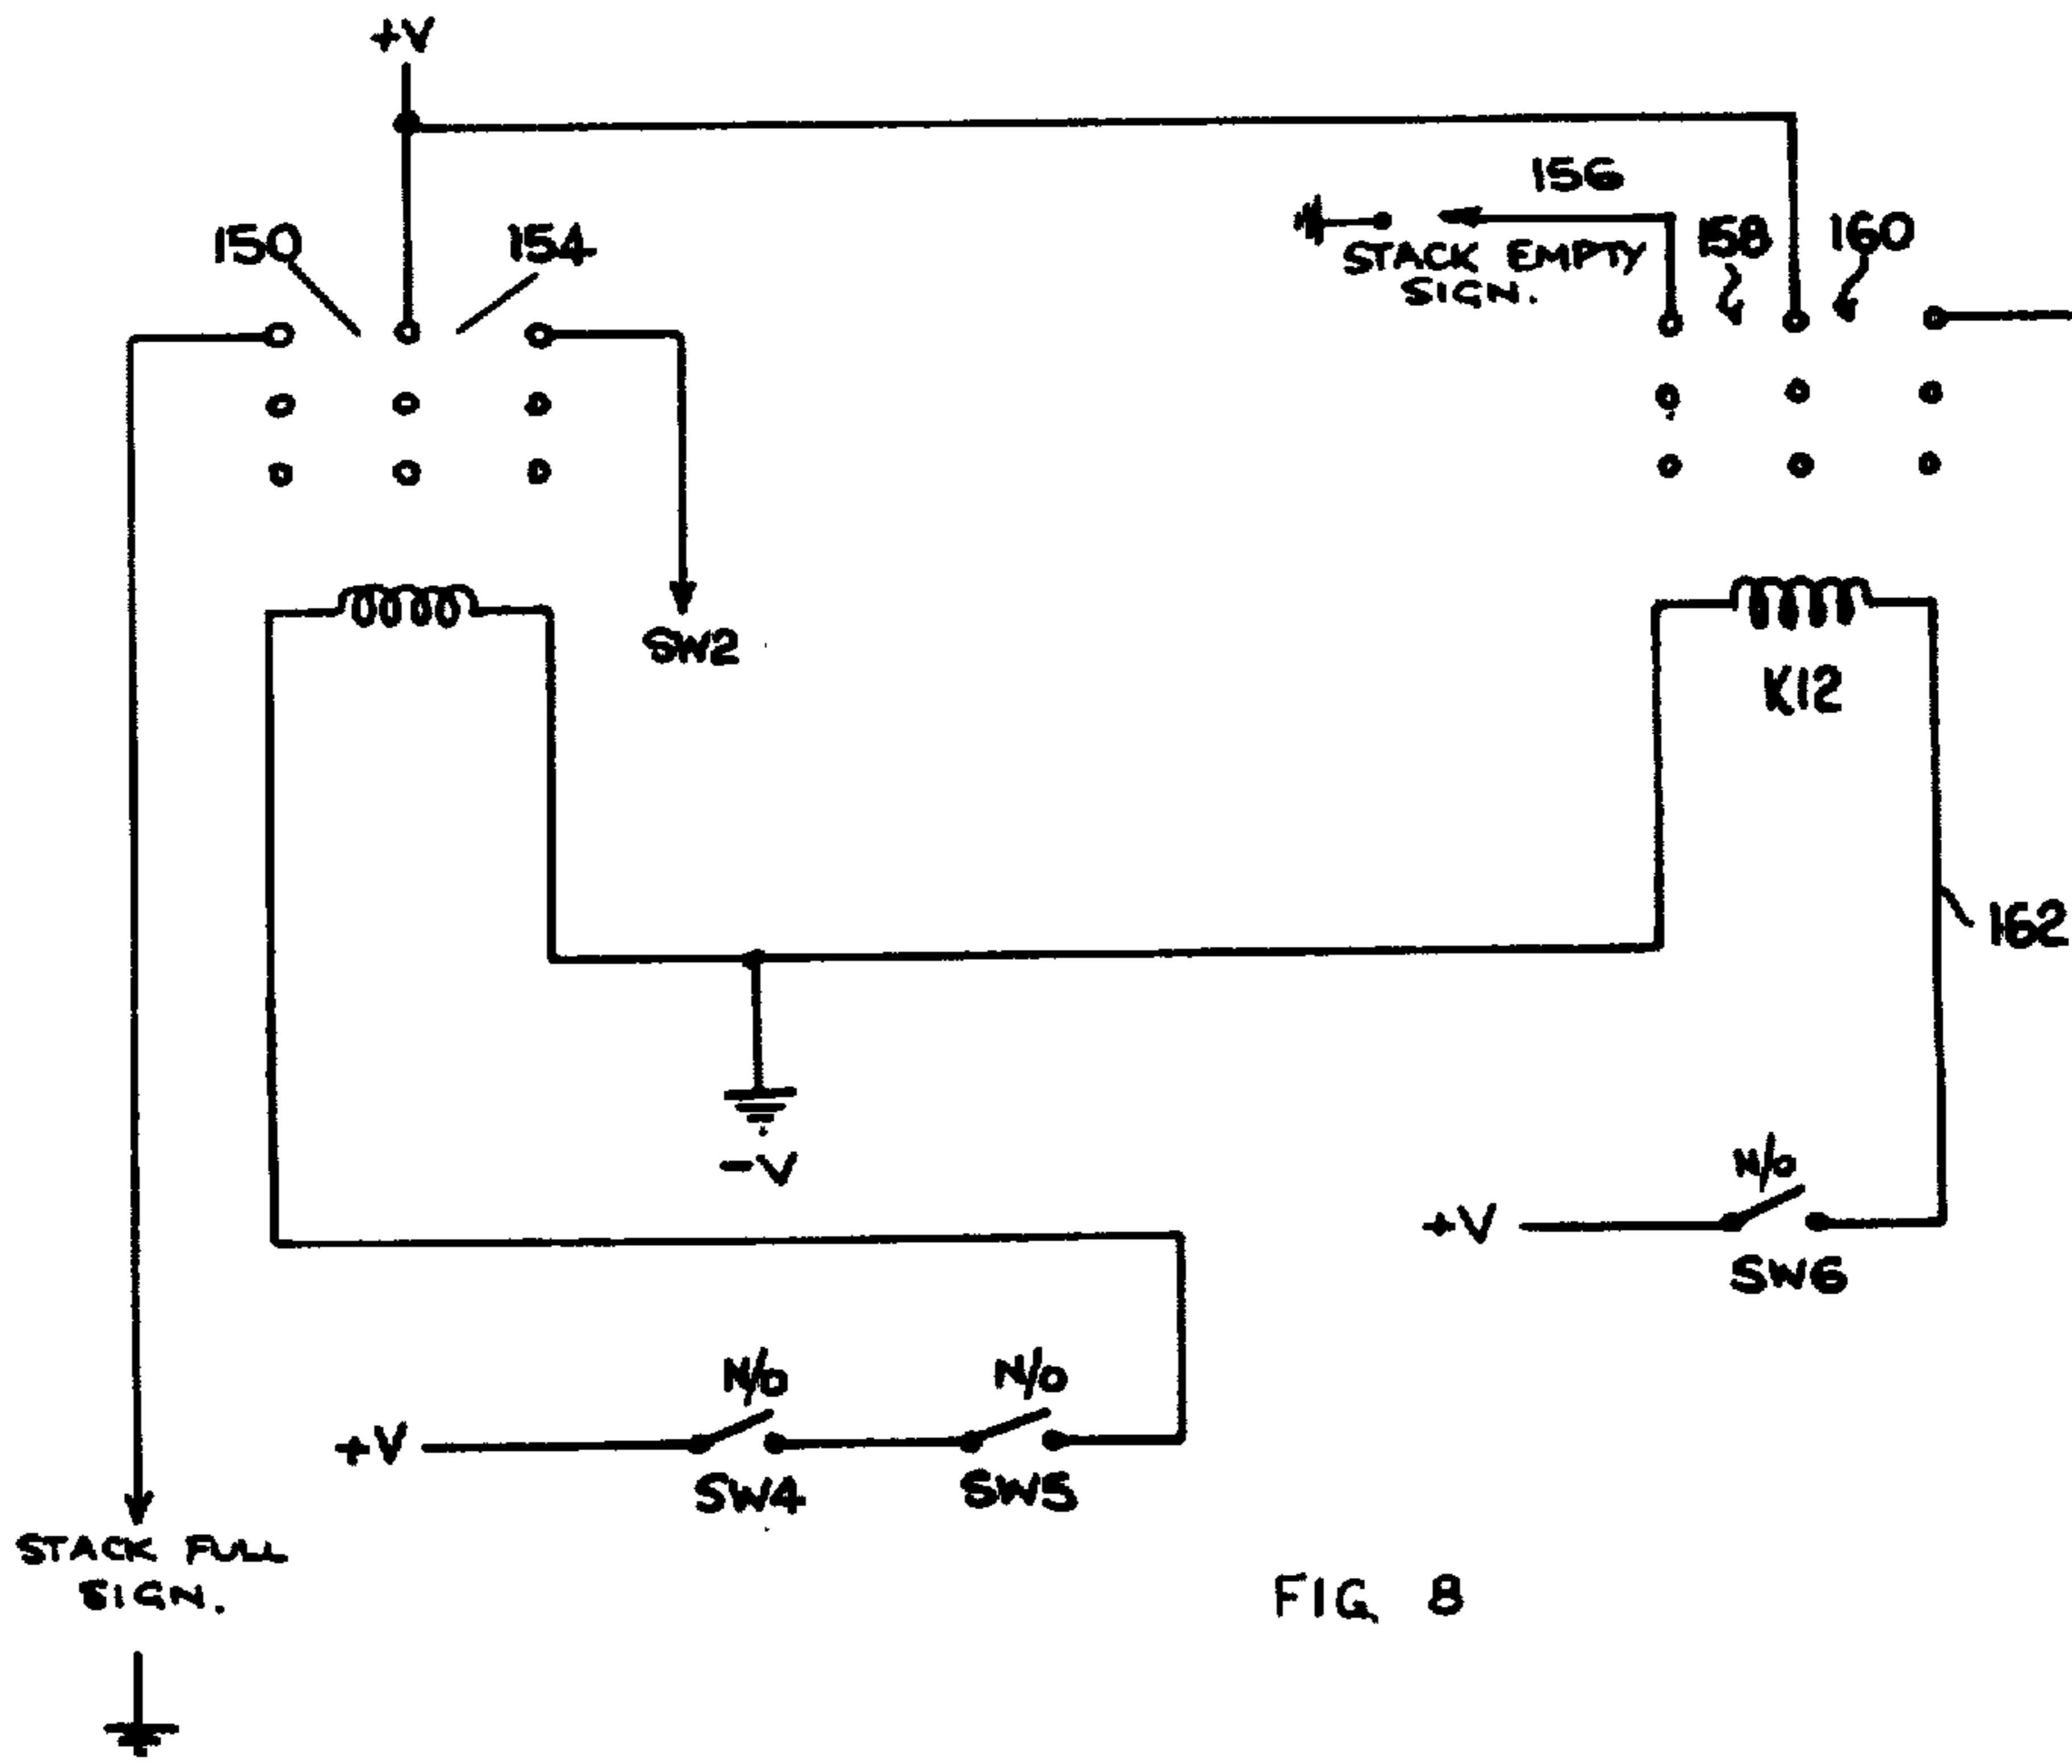 +V
150
154
156
158
160
STACK EMPTY
SIGN.
SW2
K12
162
-V
N/O
+V
SW6
N/O
N/O
+V
SW4
SW5
STACK FULL
SIGN.
FIG 8